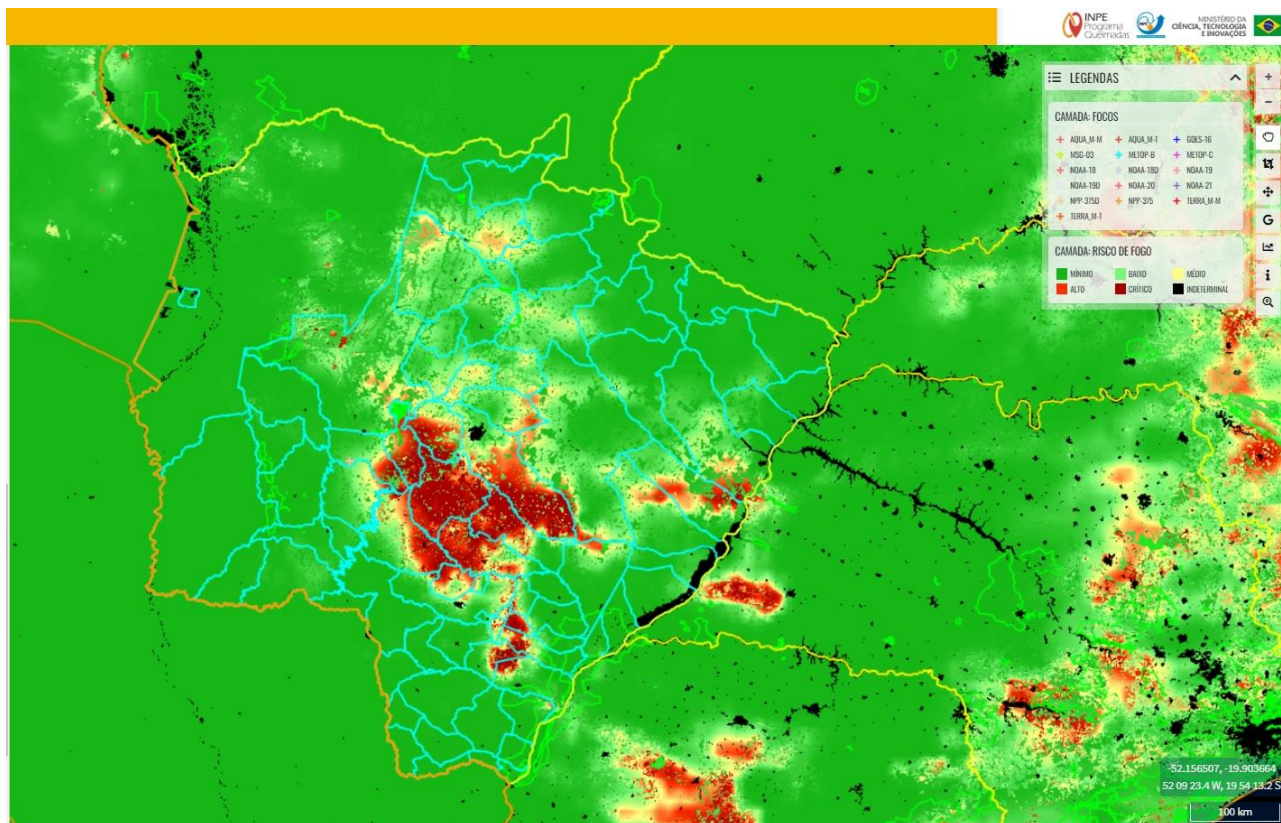 INPE
Programa
Queimadas
MINISTÉRIO DA
CIÊNCIA, TECNOLOGIA
E INOVAÇÕES
LEGENDAS
CAMADA: FOCOS
AQUA_M-M
AQUA_M-T
GOES-16
MSG-03
METOP-B
METOP-C
NOAA-18
NOAA-18D
NOAA-19
NOAA-19D
NOAA-20
NOAA-21
NPP-375D
NPP-375
TERRA_M-M
TERRA_M-T
CAMADA: RISCO DE FOGO
MÍNIMO
BAIXO
MÉDIO
ALTO
CRÍTICO
INDETERMINAL
G
i
-52.156507, -19.903664
52 09 23.4 W, 19 54 13.2 S
100 km